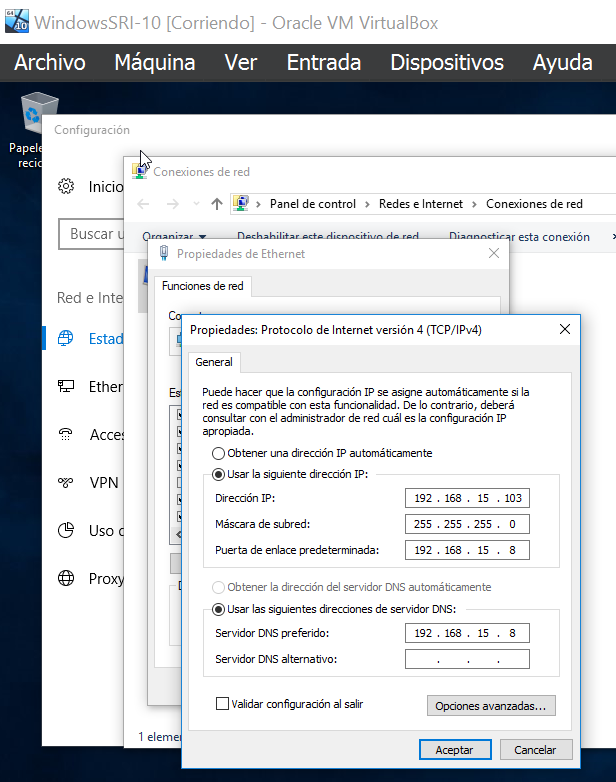 WindowsSRI-10 [Corriendo] - Oracle VM VirtualBox
Archivo Máquina Ver Entrada Dispositivos Ayuda
Configuración
Conexiones de red
Inicio
Panel de control > Redes e Internet > Conexiones de red
Buscar u
Organizar Deshabilitar este dispositivo de red Diagnosticar esta conexión
Propiedades de Ethernet
Funciones de red
Red e Inte
Estad
Ether
Acces
VPN
Uso
Proxy
1 eleme
Propiedades: Protocolo de Internet versión 4 (TCP/IPv4)
General
Puede hacer que la configuración IP se asigne automáticamente si la
red es compatible con esta funcionalidad. De lo contrario, deberá
consultar con el administrador de red cuál es la configuración IP
apropiada.
Obtener una dirección IP automáticamente
Usar la siguiente dirección IP:
Dirección IP: 192 . 168 . 15 . 103
Máscara de subred: 255 . 255 . 255 . 0
Puerta de enlace predeterminada: 192 . 168 . 15 . 8
Obtener la dirección del servidor DNS automáticamente
Usar las siguientes direcciones de servidor DNS:
Servidor DNS preferido: 192 . 168 . 15 . 8
Servidor DNS alternativo: . . .
Validar configuración al salir
Opciones avanzadas...
Aceptar Cancelar